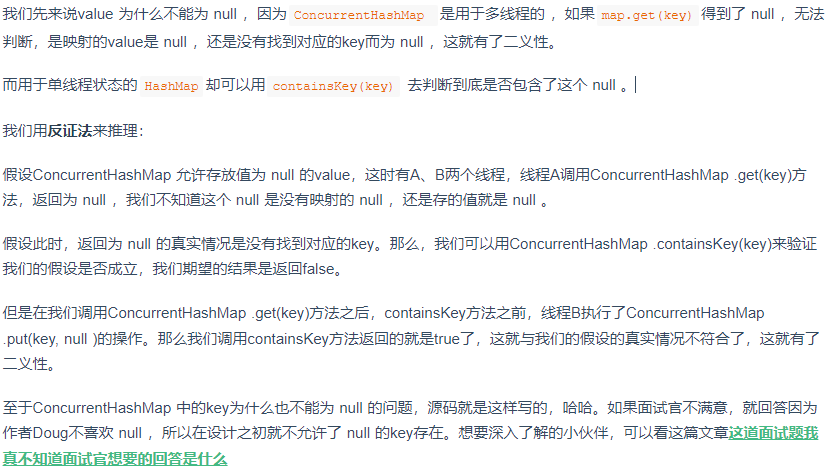 我们先来说value 为什么不能为 null ，因为 ConcurrentHashMap 是用于多线程的 ，如果 map.get(key) 得到了 null ，无法
判断，是映射的value是 null ，还是没有找到对应的key而为 null ，这就有了二义性。
而用于单线程状态的 HashMap 却可以用 containsKey(key) 去判断到底是否包含了这个 null 。
我们用反证法来推理：
假设ConcurrentHashMap 允许存放值为 null 的value，这时有A、B两个线程，线程A调用ConcurrentHashMap .get(key)方
法，返回为 null ，我们不知道这个 null 是没有映射的 null ，还是存的值就是 null 。
假设此时，返回为 null 的真实情况是没有找到对应的key。那么，我们可以用ConcurrentHashMap .containsKey(key)来验证
我们的假设是否成立，我们期望的结果是返回false。
但是在我们调用ConcurrentHashMap .get(key)方法之后，containsKey方法之前，线程B执行了ConcurrentHashMap
.put(key, null )的操作。那么我们调用containsKey方法返回的就是true了，这就与我们的假设的真实情况不符合了，这就有了
二义性。
至于ConcurrentHashMap 中的key为什么也不能为 null 的问题，源码就是这样写的，哈哈。如果面试官不满意，就回答因为
作者Doug不喜欢 null ，所以在设计之初就不允许了 null 的key存在。想要深入了解的小伙伴，可以看这篇文章这道面试题我
真不知道面试官想要的回答是什么